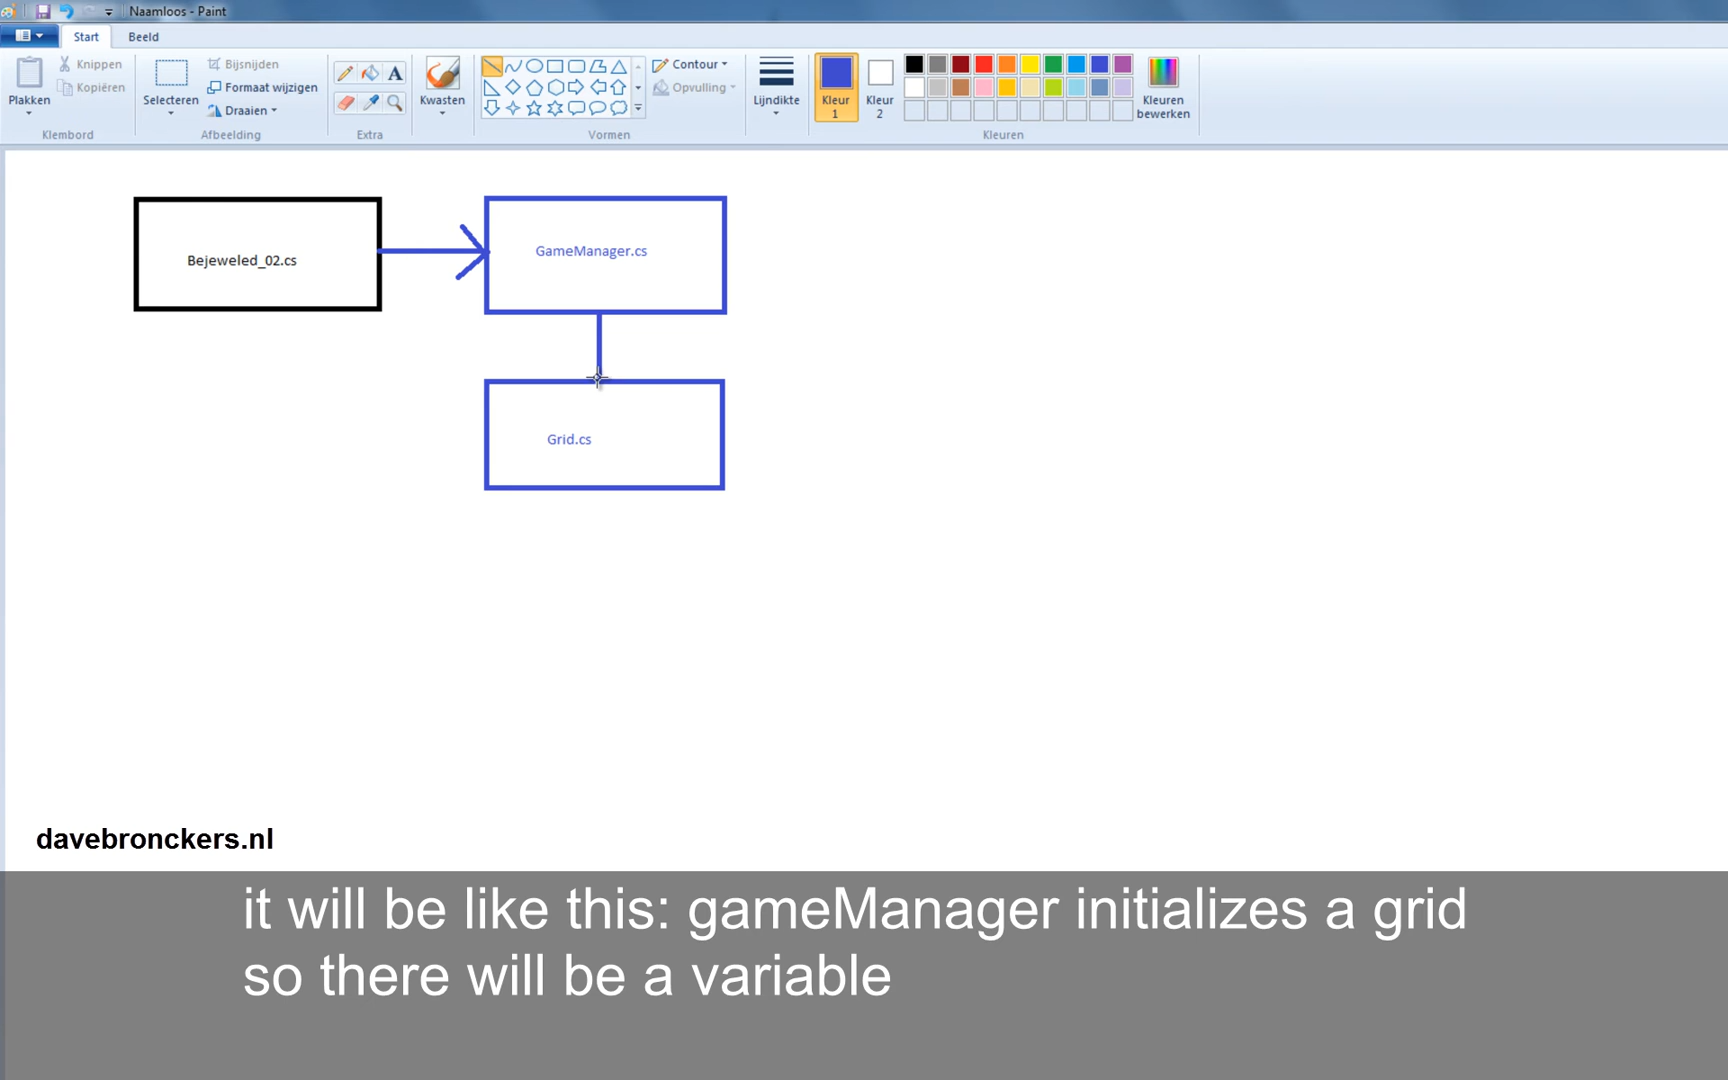 Naamloos - Paint
Start
Beeld
Plakken
Knippen
Kopiëren
Klembord
Selecteren
Bijsnijden
Formaat wijzigen
Draaien
Afbeelding
A
Extra
Kwasten
Contour
Opvulling
Vormen
Lijndikte
Kleur
1
Kleur
2
Kleuren
bewerken
Kleuren
Bejeweled_02.cs
GameManager.cs
Grid.cs
davebronckers.nl
it will be like this: gameManager initializes a grid
so there will be a variable